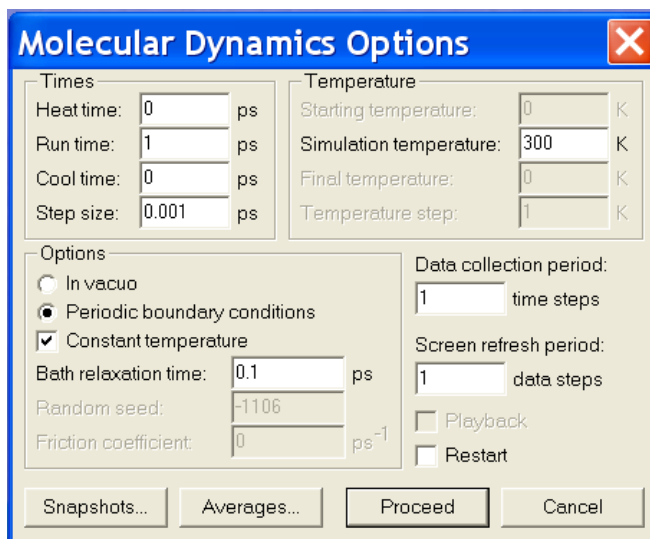 Molecular Dynamics Options
Times
Heat time: 0 ps
Run time: 1 ps
Cool time: 0 ps
Step size: 0.001 ps
Temperature
Starting temperature: 0 K
Simulation temperature: 300 K
Final temperature: 0 K
Temperature step: 1 K
Options
In vacuo
Periodic boundary conditions
Constant temperature
Bath relaxation time: 0.1 ps
Random seed: -1106
Friction coefficient: 0 ps-1
Data collection period:
1 time steps
Screen refresh period:
1 data steps
Playback
Restart
Snapshots... Averages... Proceed Cancel